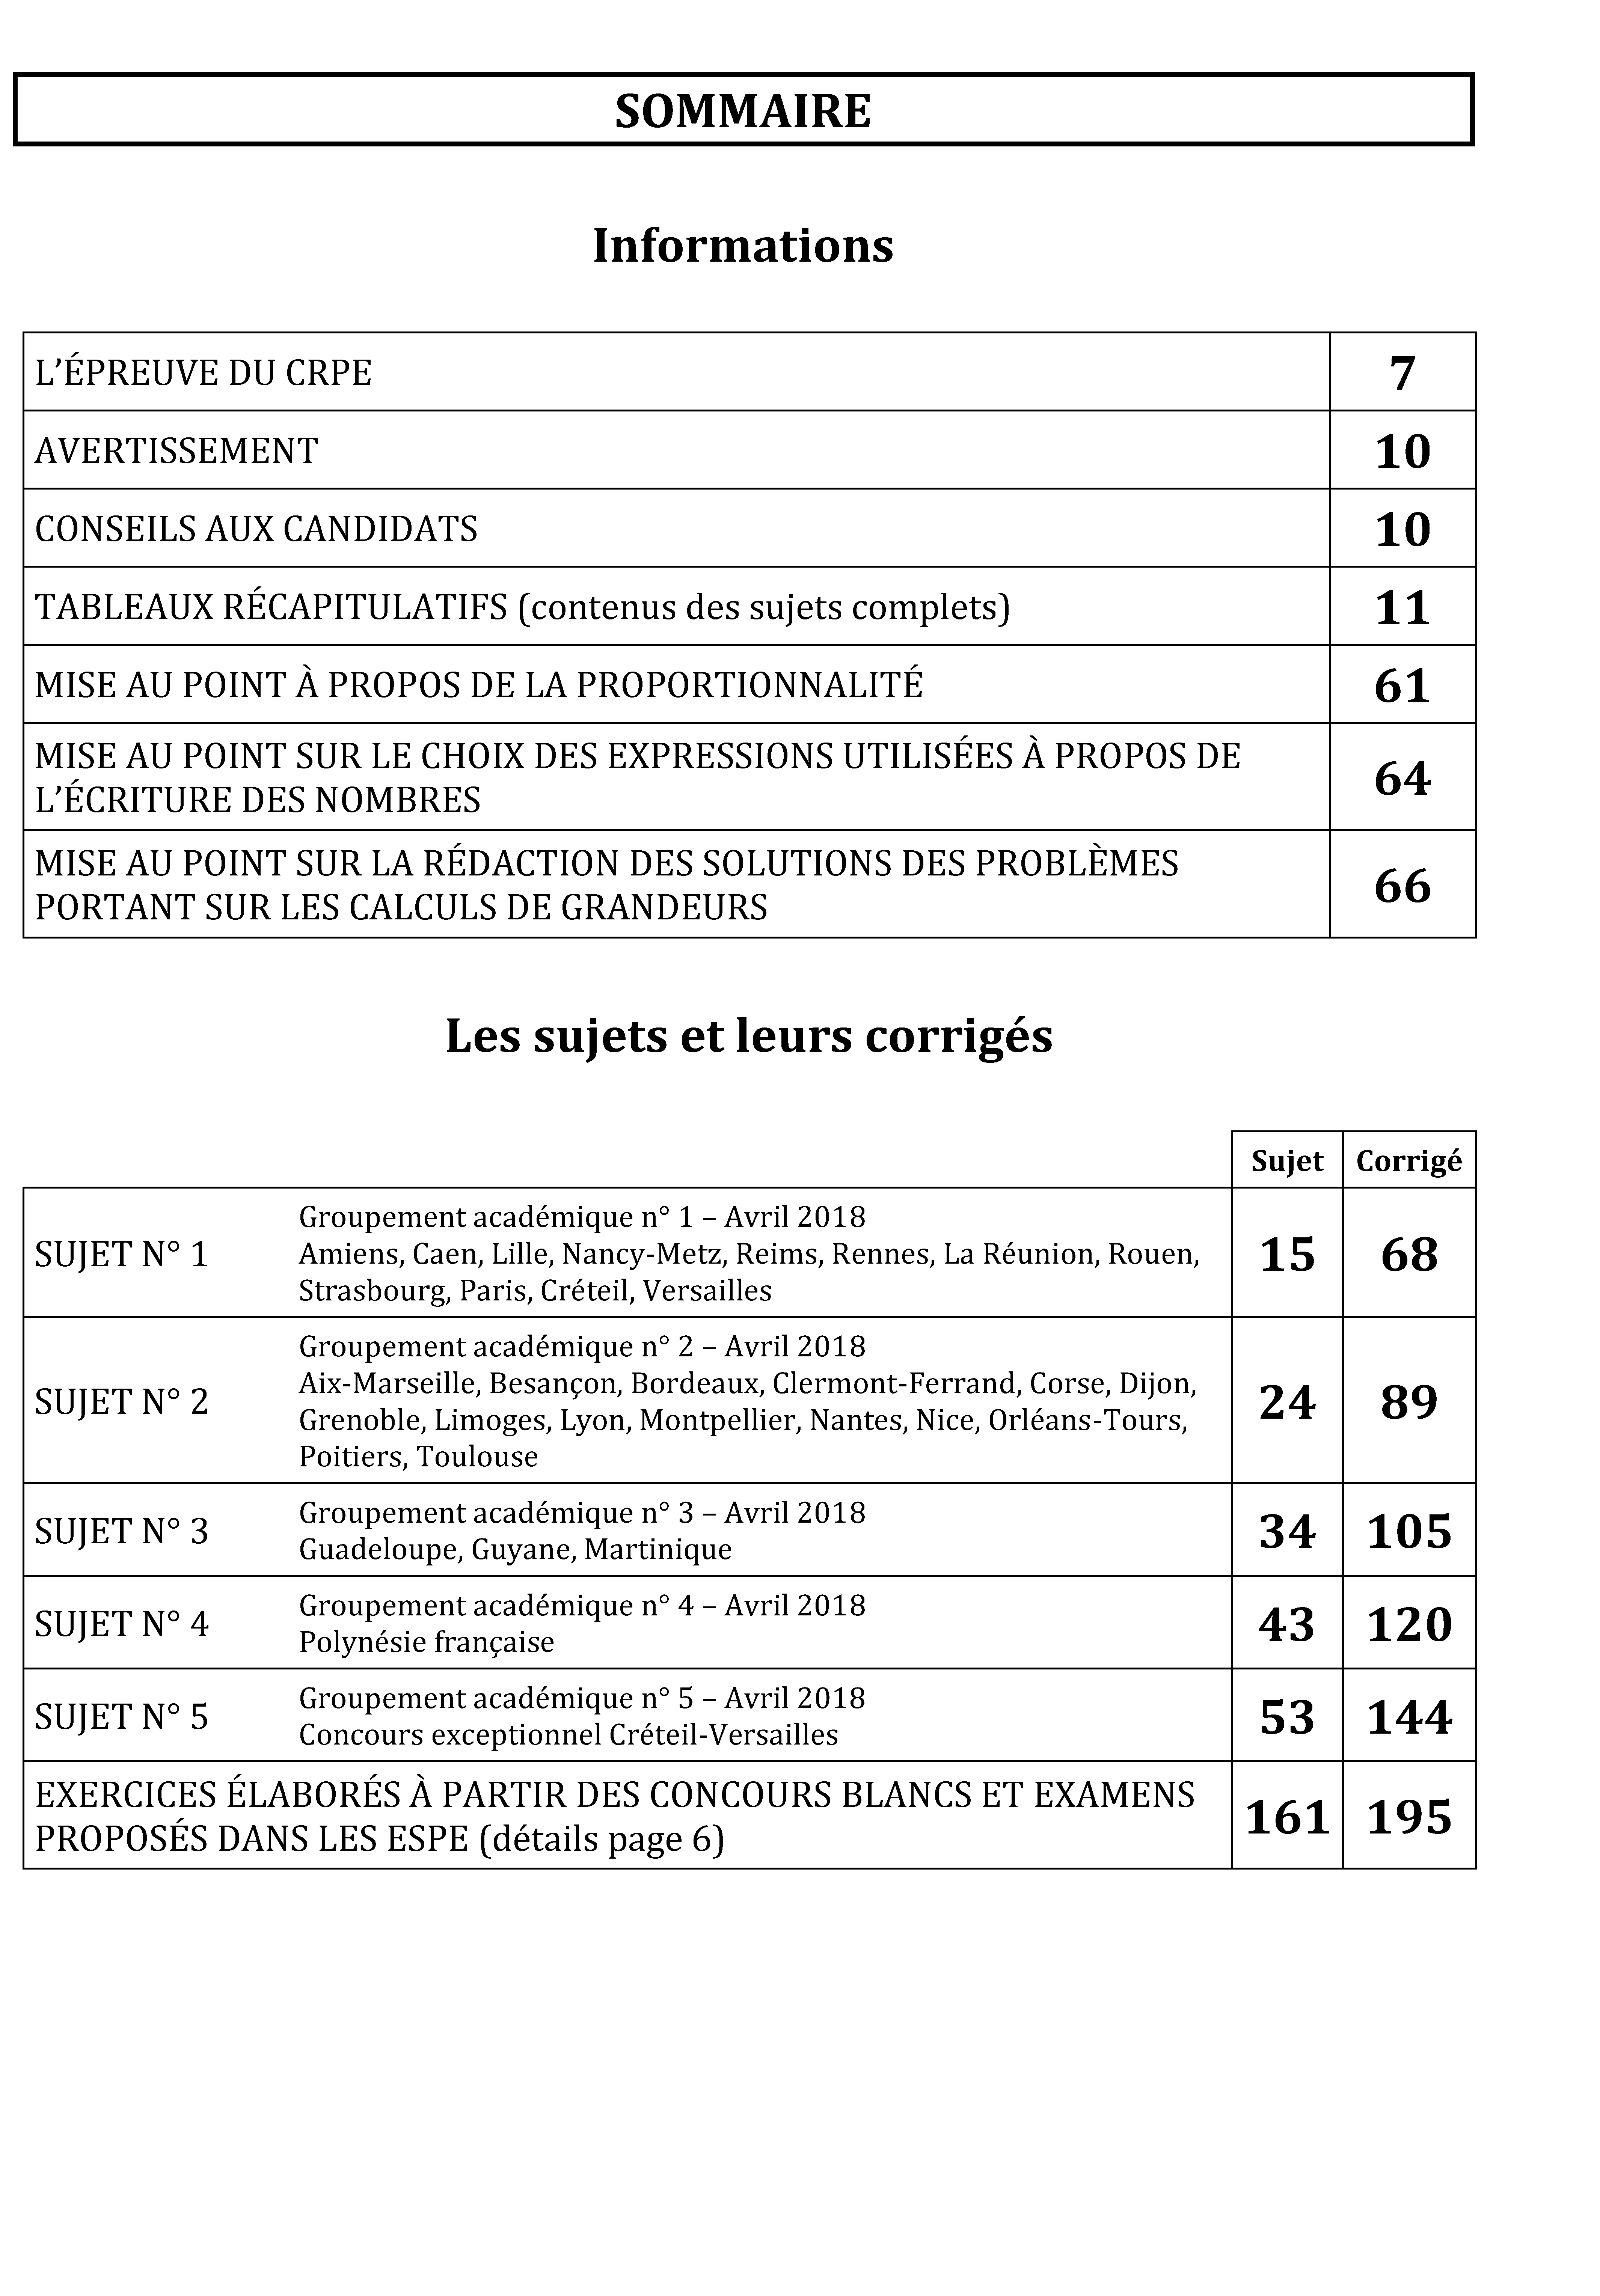 SOMMAIRE
Informations
L’ÉPREUVE DU CRPE 7
AVERTISSEMENT 10
CONSEILS AUX CANDIDATS 10
TABLEAUX RÉCAPITULATIFS (contenus des sujets complets) 11
MISE AU POINT À PROPOS DE LA PROPORTIONNALITÉ 61
MISE AU POINT SUR LE CHOIX DES EXPRESSIONS UTILISÉES À PROPOS DE
L’ÉCRITURE DES NOMBRES
64
MISE AU POINT SUR LA RÉDACTION DES SOLUTIONS DES PROBLÈMES
PORTANT SUR LES CALCULS DE GRANDEURS
66
Les sujets et leurs corrigés
Sujet Corrigé
SUJET N° 1
Groupement académique n° 1 – Avril 2018
Amiens, Caen, Lille, Nancy-Metz, Reims, Rennes, La Réunion, Rouen,
Strasbourg, Paris, Créteil, Versailles
15 68
SUJET N° 2
Groupement académique n° 2 – Avril 2018
Aix-Marseille, Besançon, Bordeaux, Clermont-Ferrand, Corse, Dijon,
Grenoble, Limoges, Lyon, Montpellier, Nantes, Nice, Orléans-Tours,
Poitiers, Toulouse
24 89
SUJET N° 3
Groupement académique n° 3 – Avril 2018
Guadeloupe, Guyane, Martinique
34 105
SUJET N° 4
Groupement académique n° 4 – Avril 2018
Polynésie française
43 120
SUJET N° 5
Groupement académique n° 5 – Avril 2018
Concours exceptionnel Créteil-Versailles
53 144
EXERCICES ÉLABORÉS À PARTIR DES CONCOURS BLANCS ET EXAMENS
PROPOSÉS DANS LES ESPE (détails page 6)
161 195